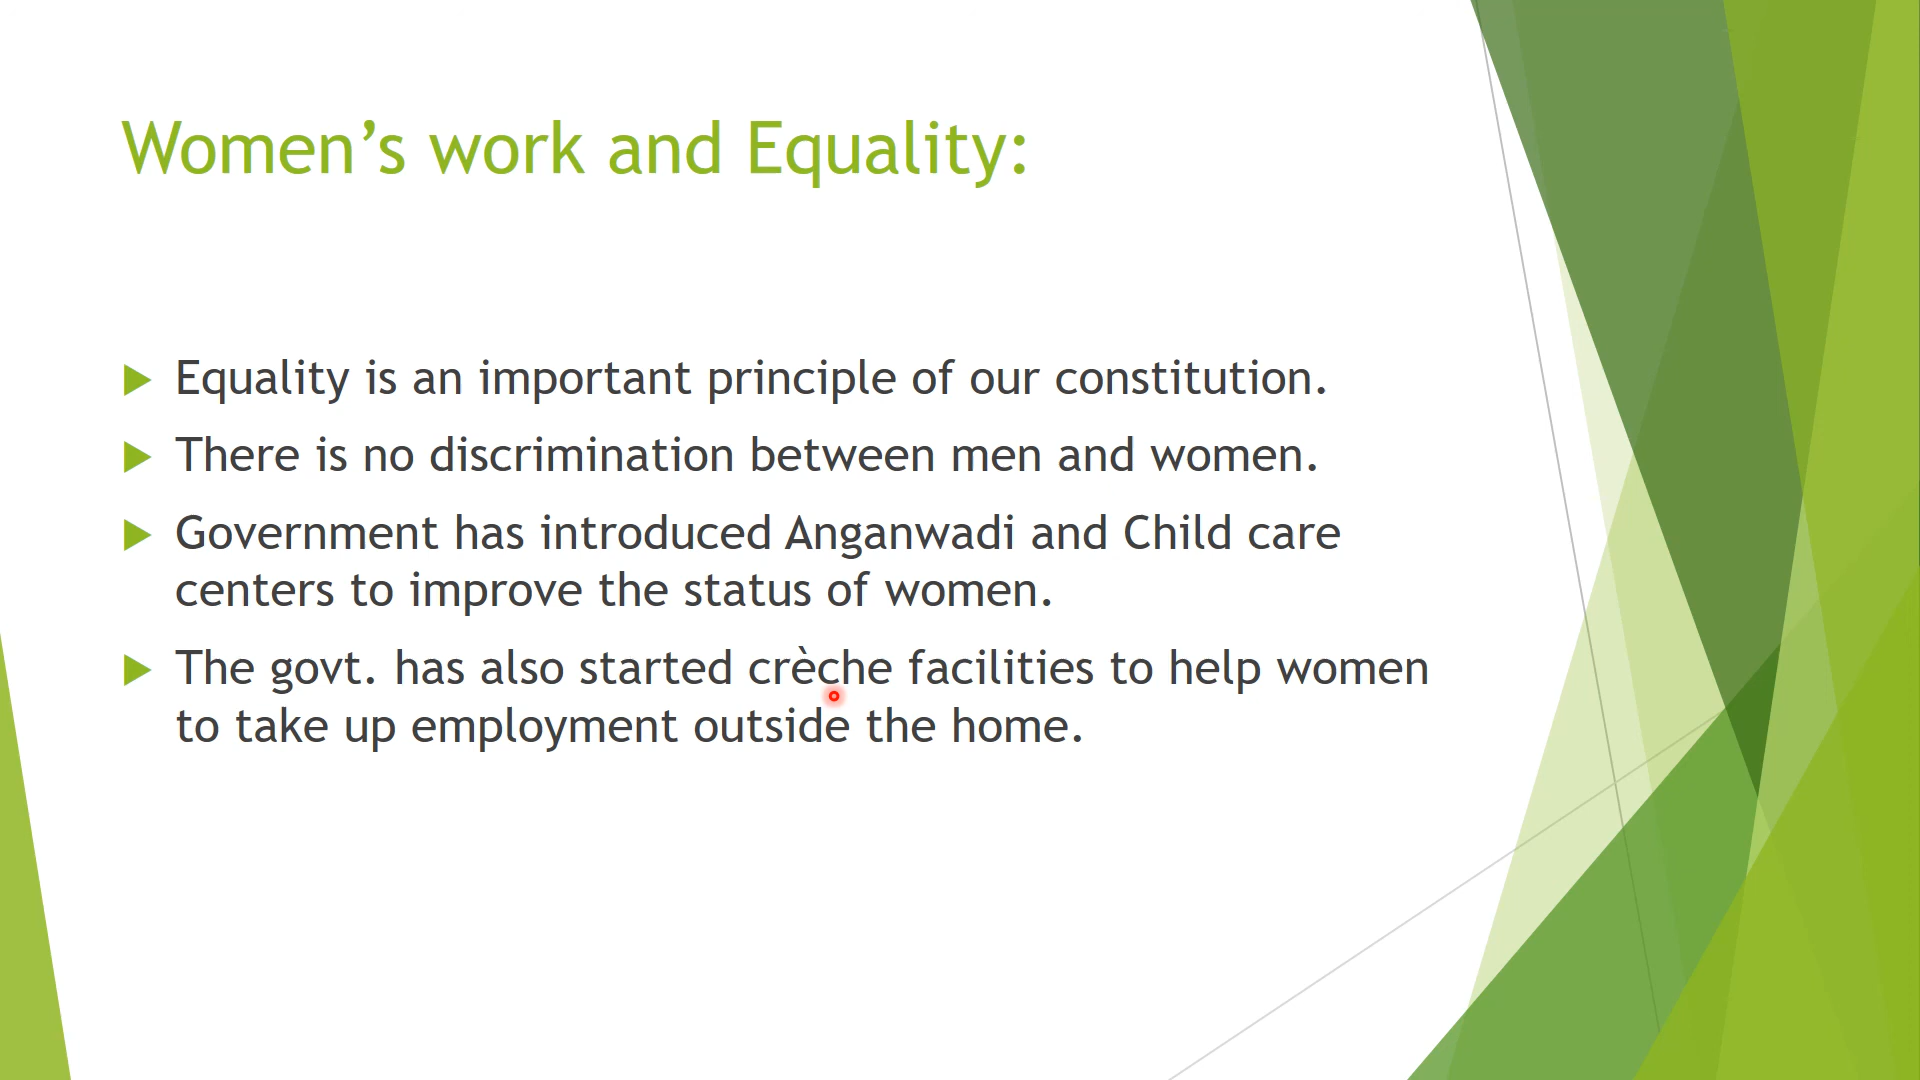 Women’s work and Equality:
Equality is an important principle of our constitution.
There is no discrimination between men and women.
Government has introduced Anganwadi and Child care
centers to improve the status of women.
The govt. has also started crèche facilities to help women
to take up employment outside the home.